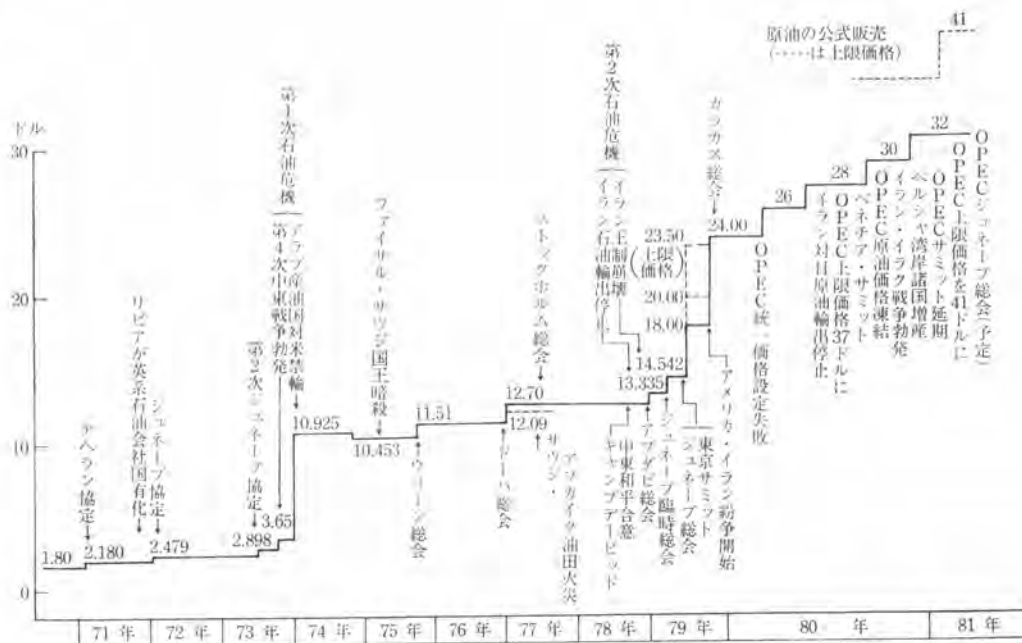 原油の公式販売
(……は上限価格)
41
ドル
30
20
10
0
1.80
テヘラン協定
2.180
リビアが英系石油会社国有化
ジュネーブ協定
2.479
第2次ジュネーブ協定
2.898
3.65
第1次石油危機
第4次中東戦争勃発
アラブ産油国対米禁輸
10.925
ファイサル・サウジ国王暗殺
10.453
ウィーン総会
11.51
ドーハ総会
ストックホルム総会
12.70
12.09
サウジ・
アブカイク油田火災
第2次石油危機
イラン石油輸出停止
イラン王制崩壊
キャンプデービッド
中東和平合意
13.335
アブダビ総会
14.542
ジュネーブ臨時総会
18.00
20.00
23.50
(上限価格)
ジュネーブ総会
東京サミット
アメリカ・イラン紛争開始
カラカス総会
24.00
OPEC統一価格設定失敗
26
イラン対日原油輸出停止
28
OPEC上限価格37ドルに
ベネチア・サミット
OPEC原油価格凍結
30
イラン・イラク戦争勃発
ペルシャ湾岸諸国増産
OPECサミット延期
32
OPEC上限価格を41ドルに
OPECジュネーブ総会(予定)
71 年
72 年
73 年
74 年
75 年
76 年
77 年
78 年
79 年
80 年
81 年